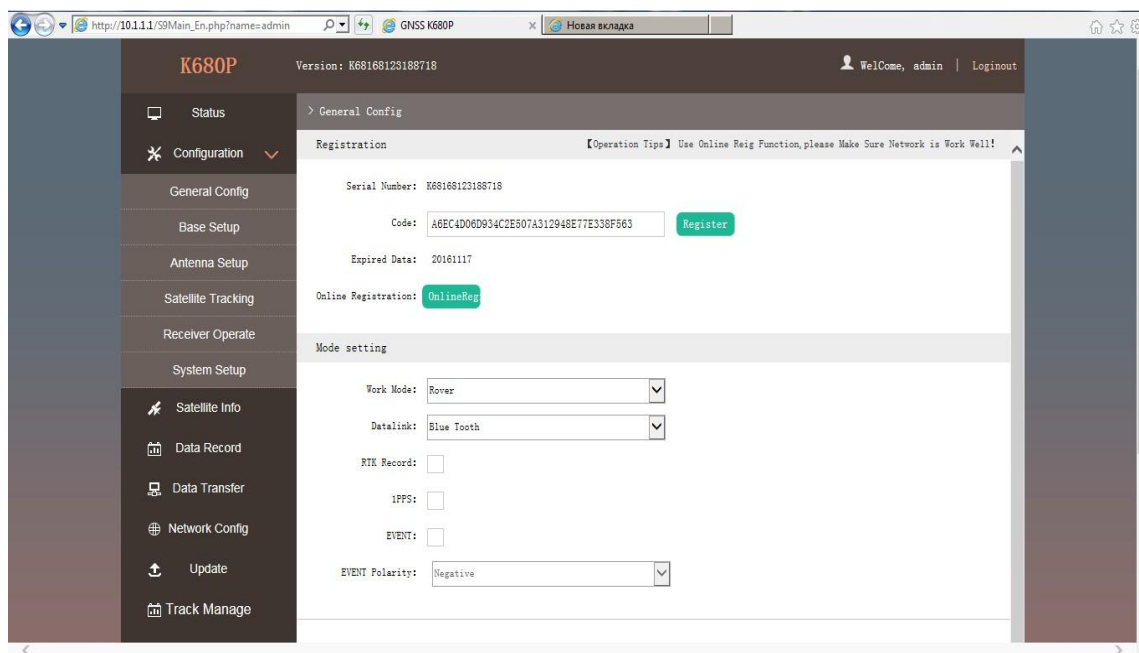 http://10.1.1.1/S9Main_En.php?name=admin
GNSS K680P
Новая вкладка
K680P
Version: K68168123188718
WelCome, admin | Loginout
Status
> General Config
Configuration
Registration
【Operation Tips】 Use Online Reig Function,please Make Sure Network is Work Well!
General Config
Serial Number: K68168123188718
Base Setup
Code: A6EC4D06D934C2E507A312948E77E338F563 Register
Antenna Setup
Expired Data: 20161117
Satellite Tracking
Online Registration: OnlineReg
Receiver Operate
Mode setting
System Setup
Work Mode: Rover
Satellite Info
Datalink: Blue Tooth
Data Record
RTK Record:
Data Transfer
1PPS:
Network Config
EVENT:
Update
EVENT Polarity: Negative
Track Manage